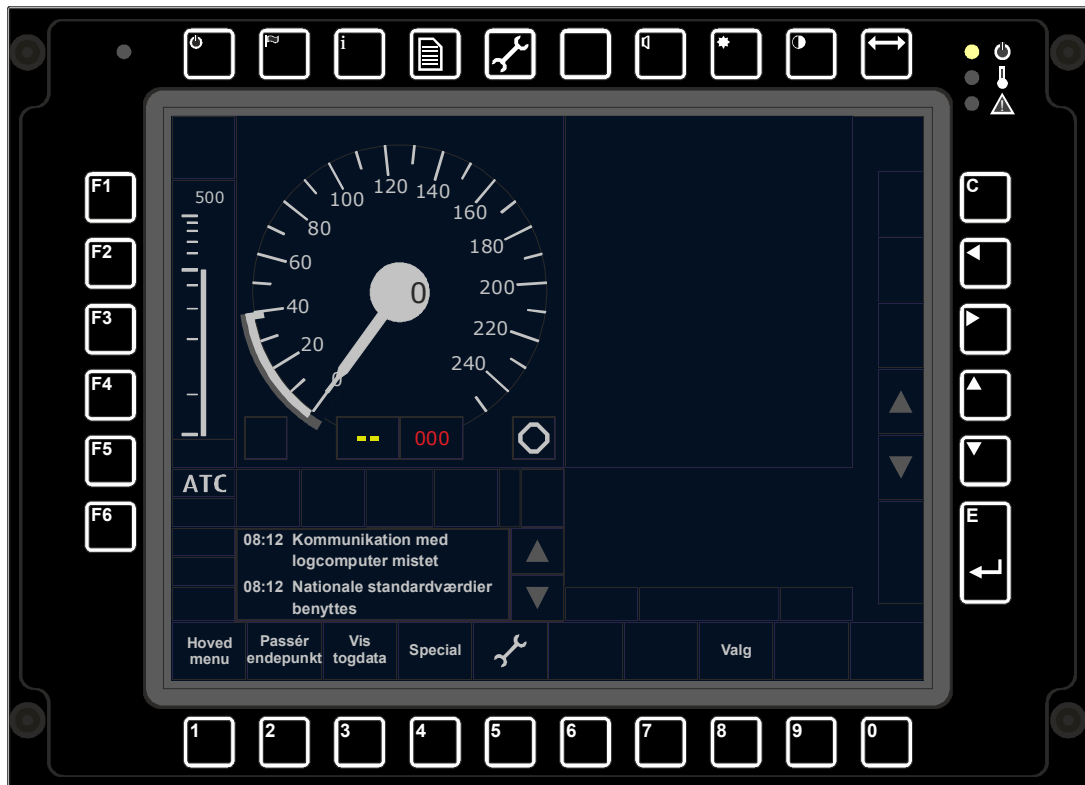 i
F1
F2
F3
F4
F5
F6
C
E
500
0
20
40
60
80
100
120
140
160
180
200
220
240
0
--
000
ATC
08:12 Kommunikation med
logcomputer mistet
08:12 Nationale standardværdier
benyttes
Hoved
menu
Passér
endepunkt
Vis
togdata
Special
Valg
1
2
3
4
5
6
7
8
9
0